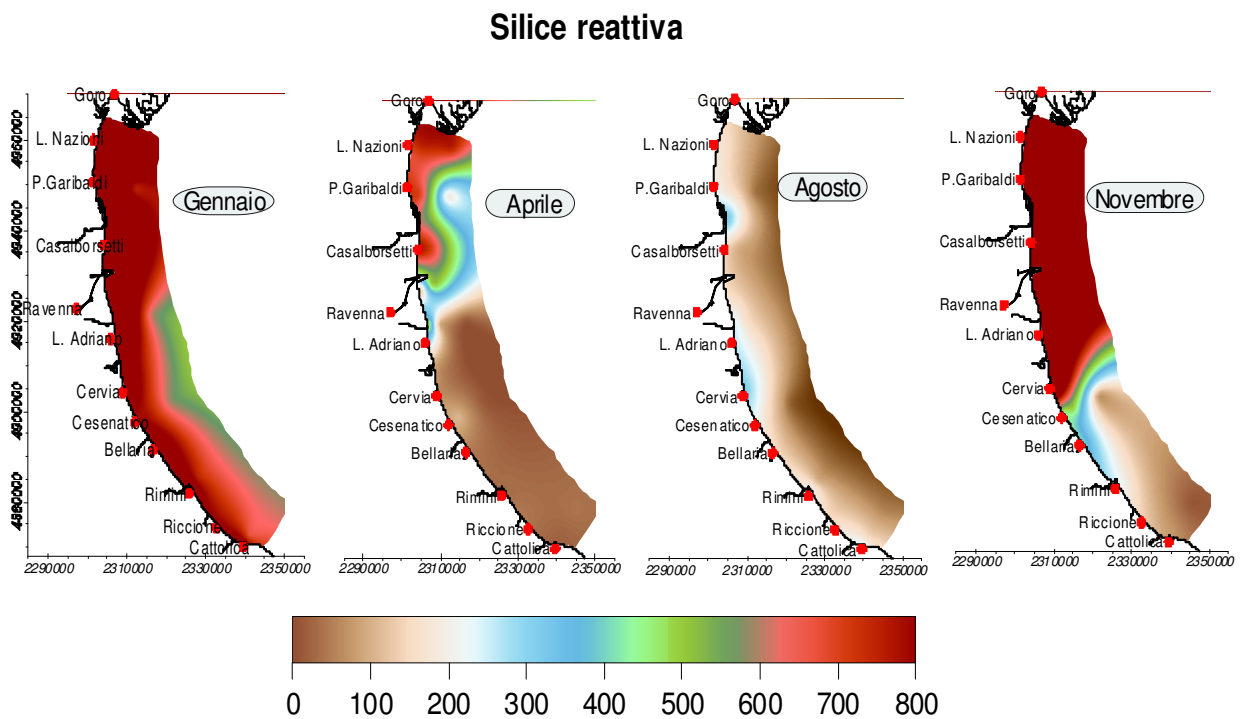 Silice reattiva
Goro
L. Nazioni
P.Garibaldi
Casalborsetti
Ravenna
L. Adriano
Cervia
Cesenatico
Bellaria
Rimini
Riccione
Cattolica
Gennaio
2290000 2310000 2330000 2350000
Goro
L. Nazioni
P.Garibaldi
Casalborsetti
Ravenna
L. Adriano
Cervia
Cesenatico
Bellaria
Rimini
Riccione
Cattolica
Aprile
2290000 2310000 2330000 2350000
Goro
L. Nazioni
P.Garibaldi
Casalborsetti
Ravenna
L. Adriano
Cervia
Cesenatico
Bellaria
Rimini
Riccione
Cattolica
Agosto
2290000 2310000 2330000 2350000
Goro
L. Nazioni
P.Garibaldi
Casalborsetti
Ravenna
L. Adriano
Cervia
Cesenatico
Bellaria
Rimini
Riccione
Cattolica
Novembre
2290000 2310000 2330000 2350000
0 100 200 300 400 500 600 700 800